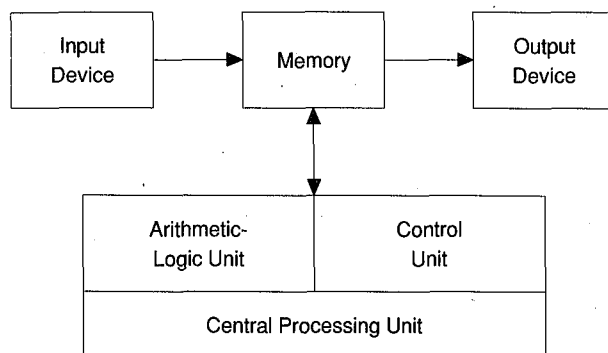 Input
Device
Memory
Output
Device
Arithmetic-
Logic Unit
Control
Unit
Central Processing Unit